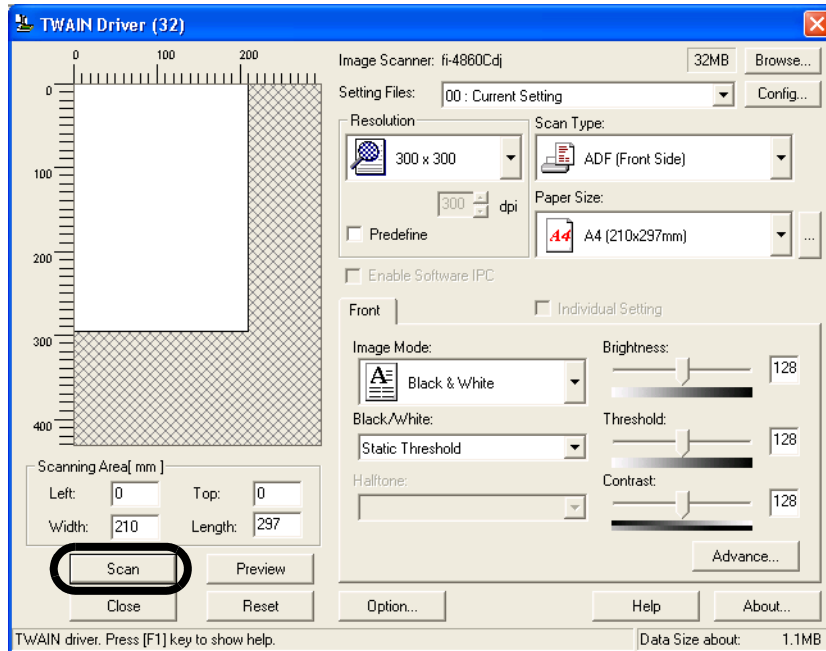 TWAIN Driver (32)
0 100 200
0
100
200
300
400
Image Scanner: fi-4860Cdj 32MB Browse...
Setting Files: 00 : Current Setting Config...
Resolution
300 x 300
300 dpi
Predefine
Scan Type:
ADF (Front Side)
Paper Size:
A4 A4 (210x297mm) ...
Enable Software IPC
Front Individual Setting
Image Mode:
A Black & White
Black/White:
Static Threshold
Halftone:
Brightness:
128
Threshold:
128
Contrast:
128
Advance...
Scanning Area[ mm ]
Left: 0 Top: 0
Width: 210 Length: 297
Scan Preview
Close Reset Option... Help About...
TWAIN driver. Press [F1] key to show help. Data Size about: 1.1MB